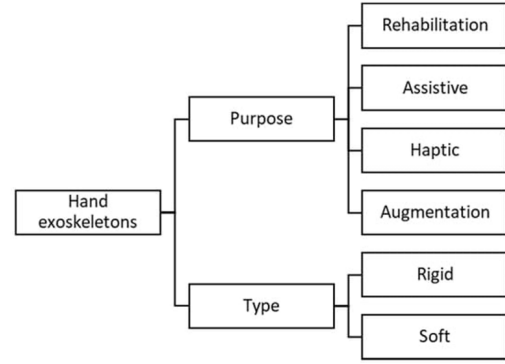 Rehabilitation
Assistive
Purpose
Haptic
Hand
exoskeletons
Augmentation
Rigid
Type
Soft